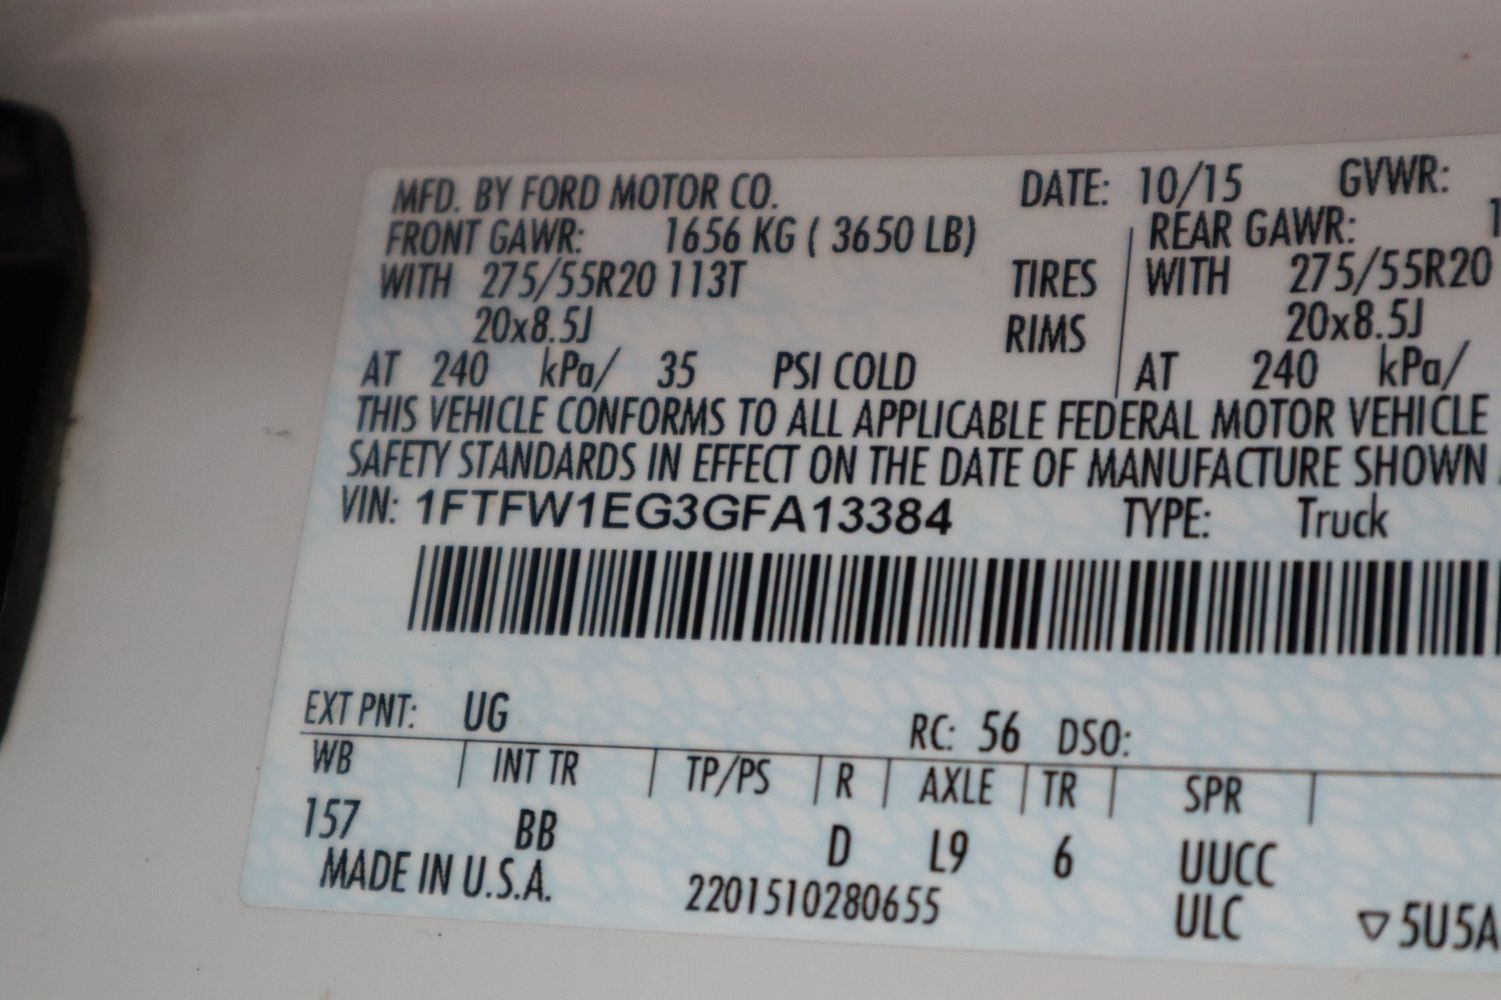 MFD. BY FORD MOTOR CO. DATE: 10/15 GVWR:
FRONT GAWR: 1656 KG ( 3650 LB) REAR GAWR: 1
WITH 275/55R20 113T TIRES WITH 275/55R20
20x8.5J RIMS 20x8.5J
AT 240 kPa/ 35 PSI COLD AT 240 kPa/
THIS VEHICLE CONFORMS TO ALL APPLICABLE FEDERAL MOTOR VEHICLE
SAFETY STANDARDS IN EFFECT ON THE DATE OF MANUFACTURE SHOWN
VIN: 1FTFW1EG3GFA13384 TYPE: Truck
EXT PNT: UG RC: 56 DSO:
WB | INT TR | TP/PS | R | AXLE | TR | SPR |
157 BB D L9 6 UUCC
MADE IN U.S.A. 2201510280655 ULC ▽5U5A